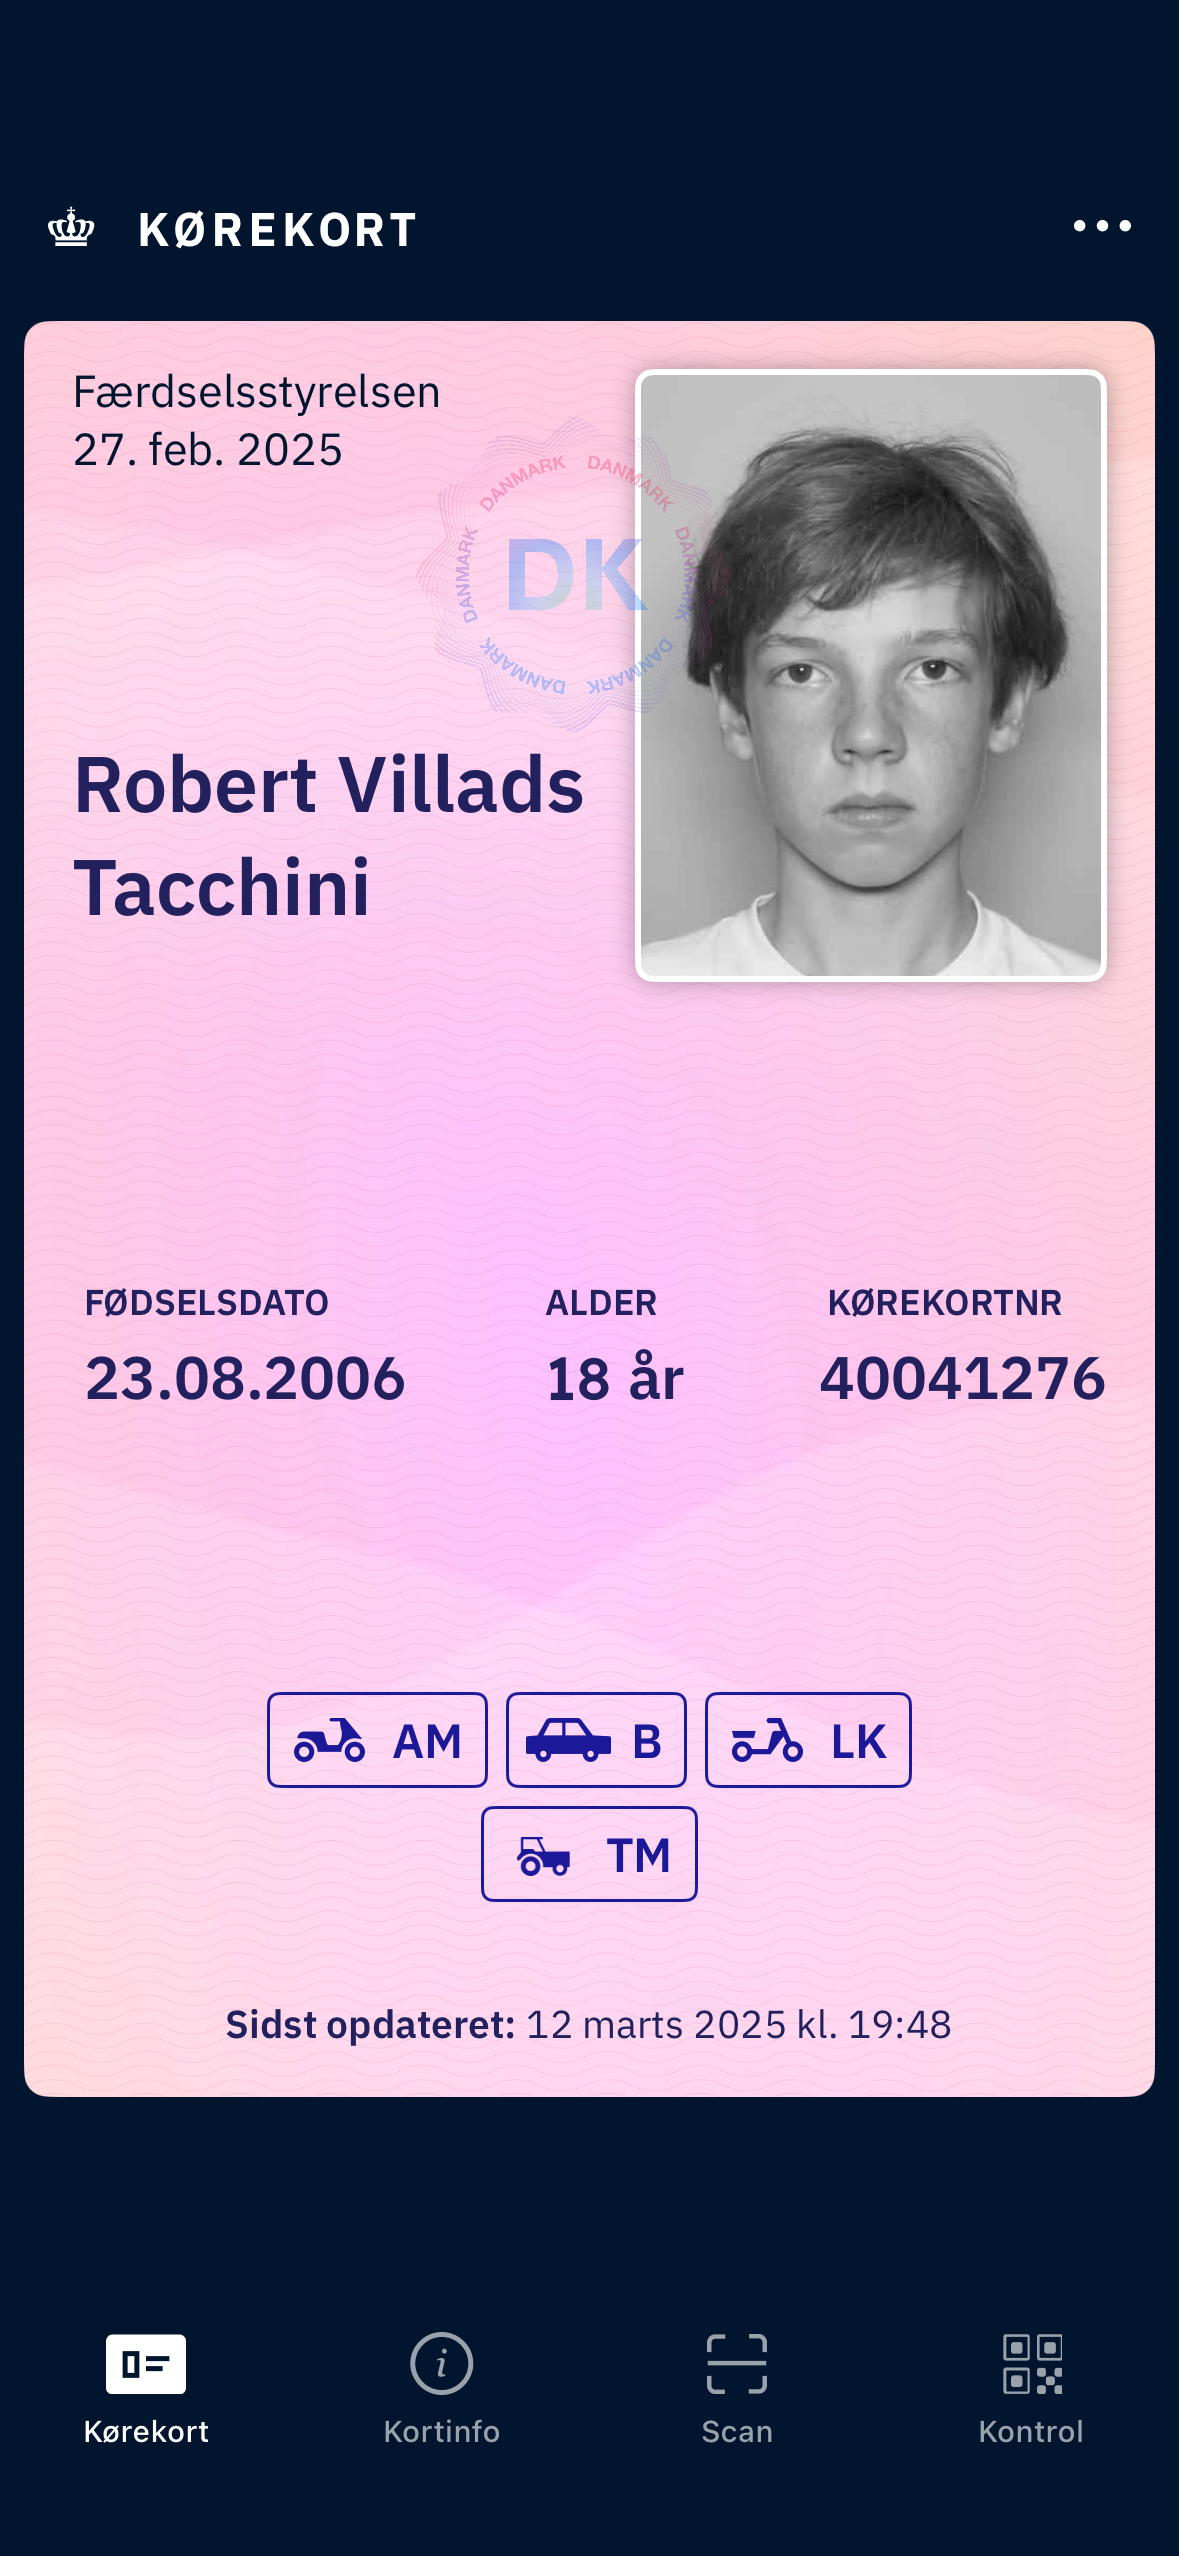 KØREKORT
Færdselsstyrelsen
27. feb. 2025
DANMARK DANMARK DANMARK DANMARK DANMARK DANMARK DANMARK DANMARK
DK
Robert Villads
Tacchini
FØDSELSDATO ALDER KØREKORTNR
23.08.2006 18 år 40041276
AM B LK
TM
Sidst opdateret: 12 marts 2025 kl. 19:48
Kørekort Kortinfo Scan Kontrol